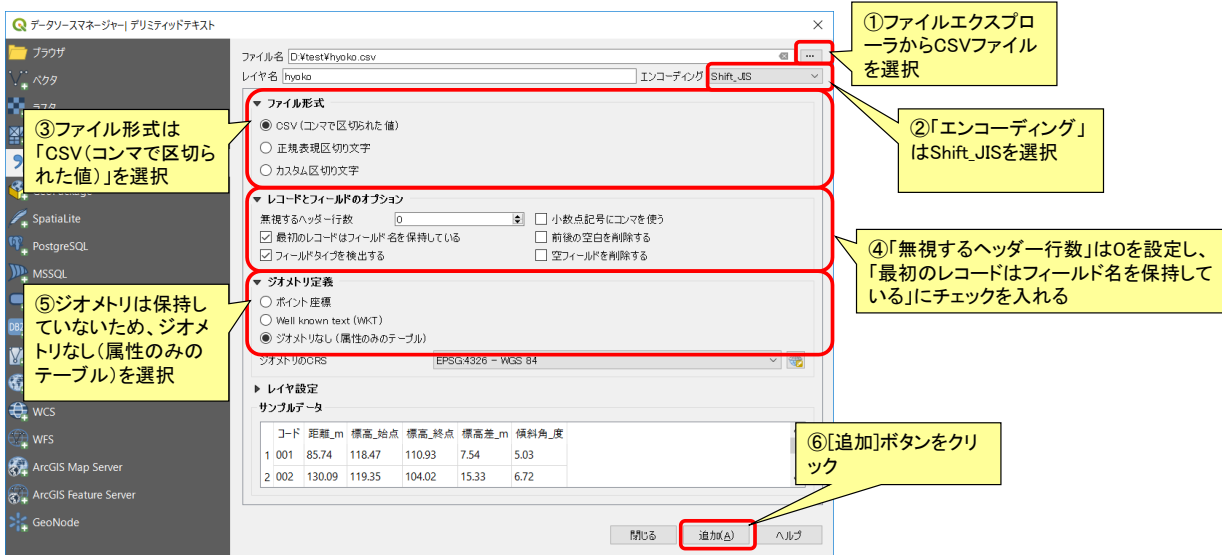 データソースマネージャー| デリミティッドテキスト
ブラウザ
ベクタ
SpatiaLite
PostgreSQL
MSSQL
WCS
WFS
ArcGIS Map Server
ArcGIS Feature Server
GeoNode
ファイル名 D:¥test¥hyoko.csv ...
レイヤ名 hyoko エンコーディング Shift_JIS
▼ ファイル形式
CSV (コンマで区切られた値)
正規表現区切り文字
カスタム区切り文字
▼ レコードとフィールドのオプション
無視するヘッダー行数 0 小数点記号にコンマを使う
最初のレコードはフィールド名を保持している 前後の空白を削除する
フィールドタイプを検出する 空フィールドを削除する
▼ ジオメトリ定義
ポイント座標
Well known text (WKT)
ジオメトリなし (属性のみのテーブル)
ジオメトリのCRS EPSG:4326 - WGS 84
▶ レイヤ設定
サンプルデータ
コード 距離_m 標高_始点 標高_終点 標高差_m 傾斜角_度
1 001 85.74 118.47 110.93 7.54 5.03
2 002 130.09 119.35 104.02 15.33 6.72
閉じる 追加(A) ヘルプ
①ファイルエクスプロ
ーラからCSVファイル
を選択
②「エンコーディング」
はShift_JISを選択
③ファイル形式は
「CSV(コンマで区切ら
れた値)」を選択
④「無視するヘッダー行数」は0を設定し、
「最初のレコードはフィールド名を保持して
いる」にチェックを入れる
⑤ジオメトリは保持し
ていないため、ジオメ
トリなし(属性のみの
テーブル)を選択
⑥[追加]ボタンをクリ
ック